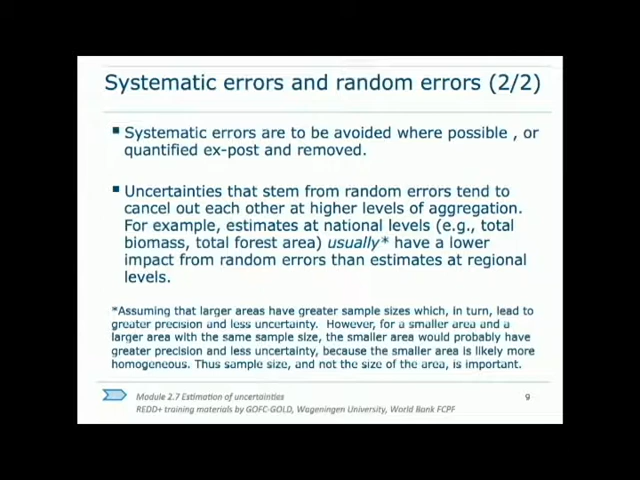 Systematic errors and random errors (2/2)
Systematic errors are to be avoided where possible , or
quantified ex-post and removed.
Uncertainties that stem from random errors tend to
cancel out each other at higher levels of aggregation.
For example, estimates at national levels (e.g., total
biomass, total forest area) usually* have a lower
impact from random errors than estimates at regional
levels.
*Assuming that larger areas have greater sample sizes which, in turn, lead to
greater precision and less uncertainty. However, for a smaller area and a
larger area with the same sample size, the smaller area would probably have
greater precision and less uncertainty, because the smaller area is likely more
homogeneous. Thus sample size, and not the size of the area, is important.
Module 2.7 Estimation of uncertainties
REDD+ training materials by GOFC-GOLD, Wageningen University, World Bank FCPF
9